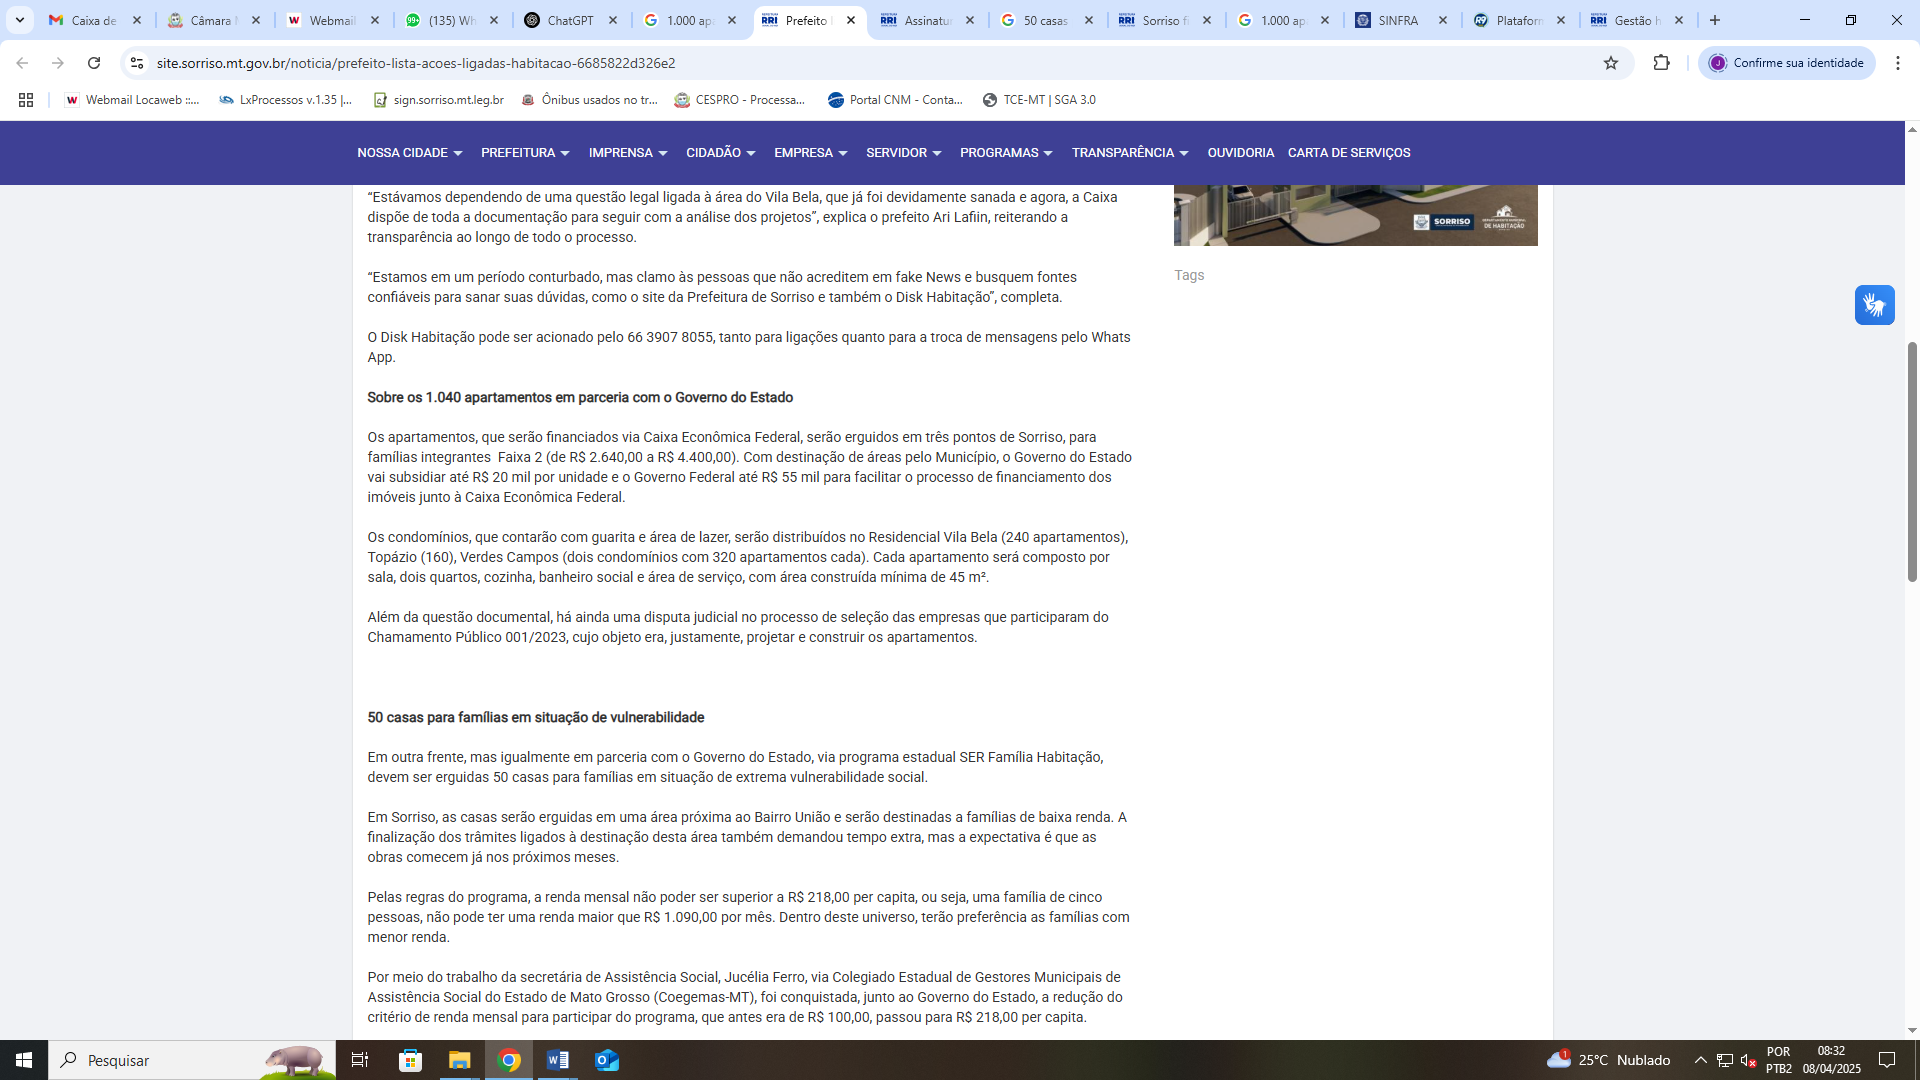 Caixa de
Câmara M
Webmail
(135) Wh
ChatGPT
1.000 apa
Prefeito l
Assinatu
50 casas
Sorriso fi
1.000 ap
SINFRA
Platafor
Gestão h
site.sorriso.mt.gov.br/noticia/prefeito-lista-acoes-ligadas-habitacao-6685822d326e2
J
Confirme sua identidade
Webmail Locaweb ::...
LxProcessos v.1.35 |...
sign.sorriso.mt.leg.br
Ônibus usados no tr...
CESPRO - Processa...
Portal CNM - Conta...
TCE-MT | SGA 3.0
NOSSA CIDADE
PREFEITURA
IMPRENSA
CIDADÃO
EMPRESA
SERVIDOR
PROGRAMAS
TRANSPARÊNCIA
OUVIDORIA
CARTA DE SERVIÇOS
“Estávamos dependendo de uma questão legal ligada à área do Vila Bela, que já foi devidamente sanada e agora, a Caixa
dispõe de toda a documentação para seguir com a análise dos projetos”, explica o prefeito Ari Lafiin, reiterando a
transparência ao longo de todo o processo.
“Estamos em um período conturbado, mas clamo às pessoas que não acreditem em fake News e busquem fontes
confiáveis para sanar suas dúvidas, como o site da Prefeitura de Sorriso e também o Disk Habitação”, completa.
O Disk Habitação pode ser acionado pelo 66 3907 8055, tanto para ligações quanto para a troca de mensagens pelo Whats
App.
Sobre os 1.040 apartamentos em parceria com o Governo do Estado
Os apartamentos, que serão financiados via Caixa Econômica Federal, serão erguidos em três pontos de Sorriso, para
famílias integrantes  Faixa 2 (de R$ 2.640,00 a R$ 4.400,00). Com destinação de áreas pelo Município, o Governo do Estado
vai subsidiar até R$ 20 mil por unidade e o Governo Federal até R$ 55 mil para facilitar o processo de financiamento dos
imóveis junto à Caixa Econômica Federal.
Os condomínios, que contarão com guarita e área de lazer, serão distribuídos no Residencial Vila Bela (240 apartamentos),
Topázio (160), Verdes Campos (dois condomínios com 320 apartamentos cada). Cada apartamento será composto por
sala, dois quartos, cozinha, banheiro social e área de serviço, com área construída mínima de 45 m².
Além da questão documental, há ainda uma disputa judicial no processo de seleção das empresas que participaram do
Chamamento Público 001/2023, cujo objeto era, justamente, projetar e construir os apartamentos.
50 casas para famílias em situação de vulnerabilidade
Em outra frente, mas igualmente em parceria com o Governo do Estado, via programa estadual SER Família Habitação,
devem ser erguidas 50 casas para famílias em situação de extrema vulnerabilidade social.
Em Sorriso, as casas serão erguidas em uma área próxima ao Bairro União e serão destinadas a famílias de baixa renda. A
finalização dos trâmites ligados à destinação desta área também demandou tempo extra, mas a expectativa é que as
obras comecem já nos próximos meses.
Pelas regras do programa, a renda mensal não poder ser superior a R$ 218,00 per capita, ou seja, uma família de cinco
pessoas, não pode ter uma renda maior que R$ 1.090,00 por mês. Dentro deste universo, terão preferência as famílias com
menor renda.
Por meio do trabalho da secretária de Assistência Social, Jucélia Ferro, via Colegiado Estadual de Gestores Municipais de
Assistência Social do Estado de Mato Grosso (Coegemas-MT), foi conquistada, junto ao Governo do Estado, a redução do
critério de renda mensal para participar do programa, que antes era de R$ 100,00, passou para R$ 218,00 per capita.
SORRISO
DE HABITAÇÃO
Tags
Pesquisar
1
25°C
Nublado
POR
PTB2
08:32
08/04/2025